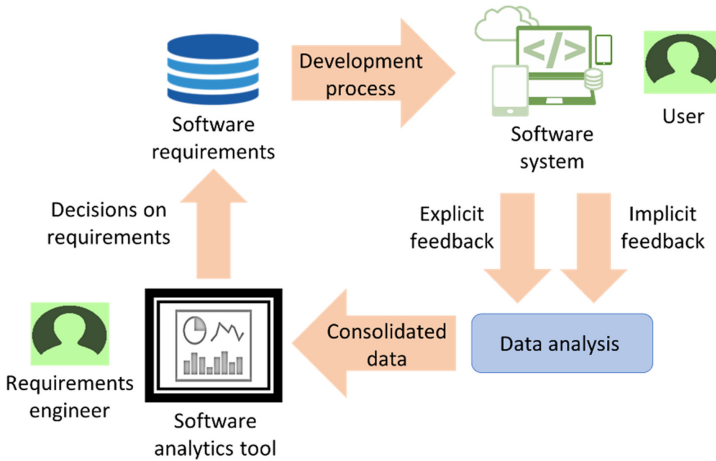 Development
process
</>
Software
requirements
Software
system
User
Decisions on
requirements
Explicit
feedback
Implicit
feedback
Requirements
engineer
Software
analytics tool
Consolidated
data
Data analysis